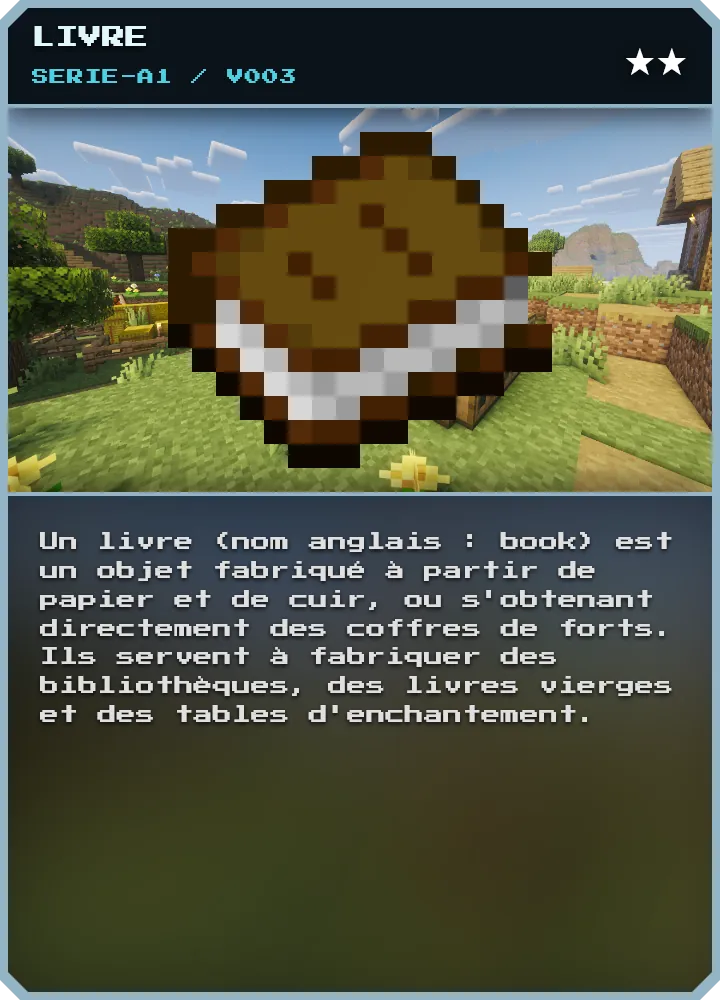 LIVRE
SERIE-A1 / V003
★★
Un livre (nom anglais : book) est
un objet fabriqué à partir de
papier et de cuir, ou s'obtenant
directement des coffres de forts.
Ils servent à fabriquer des
bibliothèques, des livres vierges
et des tables d'enchantement.